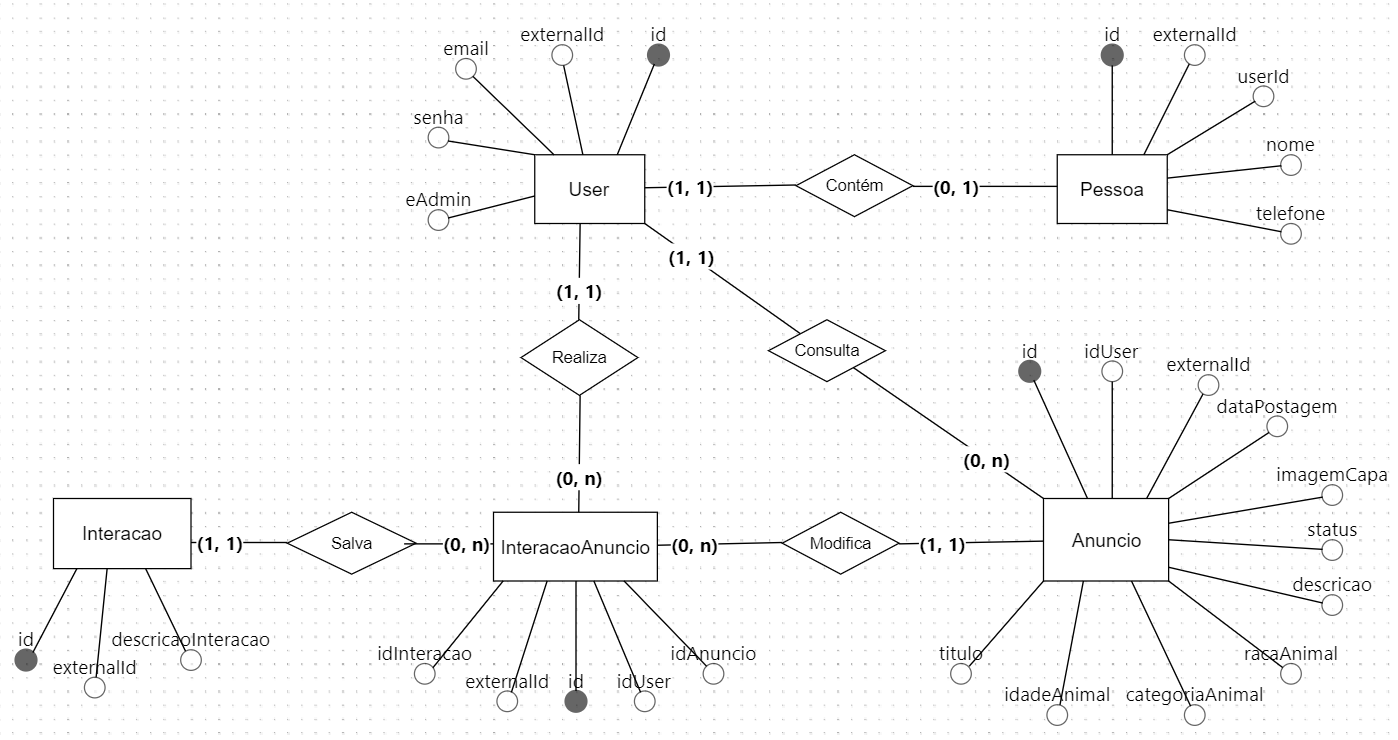 id
externalId
email
senha
eAdmin
User
(1, 1)
Contém
(0, 1)
id
externalId
userId
nome
telefone
Pessoa
(1, 1)
Realiza
(0, n)
(1, 1)
Consulta
(0, n)
id
idUser
externalId
dataPostagem
imagemCapa
status
descricao
racaAnimal
categoriaAnimal
idadeAnimal
titulo
Anuncio
Interacao
(1, 1)
Salva
(0, n)
InteracaoAnuncio
(0, n)
Modifica
(1, 1)
id
externalId
descricaoInteracao
idInteracao
externalId
id
idUser
idAnuncio